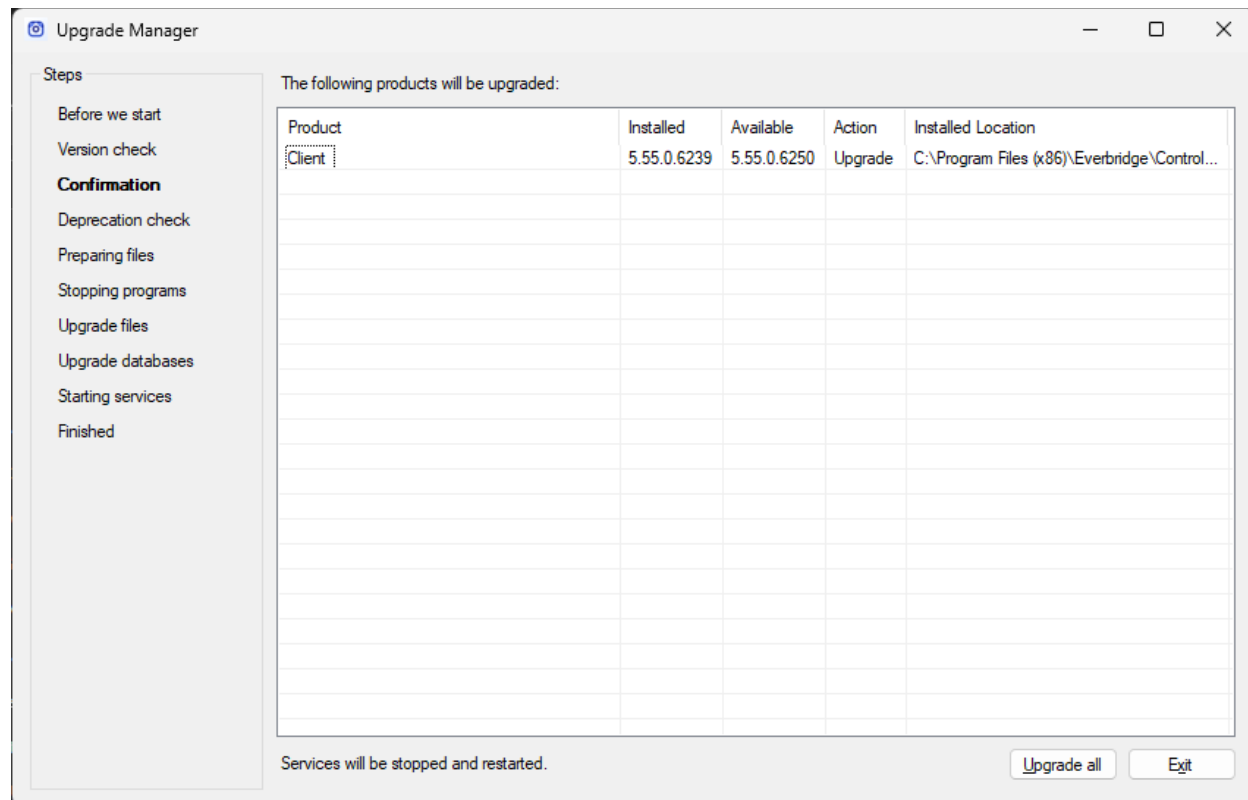 Upgrade Manager
Steps
Before we start
Version check
Confirmation
Deprecation check
Preparing files
Stopping programs
Upgrade files
Upgrade databases
Starting services
Finished
The following products will be upgraded:
Product Installed Available Action Installed Location
Client 5.55.0.6239 5.55.0.6250 Upgrade C:\Program Files (x86)\Everbridge\Control...
Services will be stopped and restarted.
Upgrade all
Exit